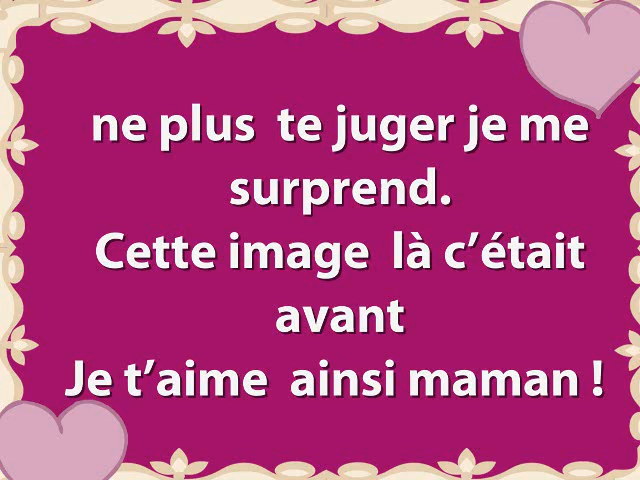 ne plus te juger je me
surprend.
Cette image là c’était
avant
Je t’aime ainsi maman !